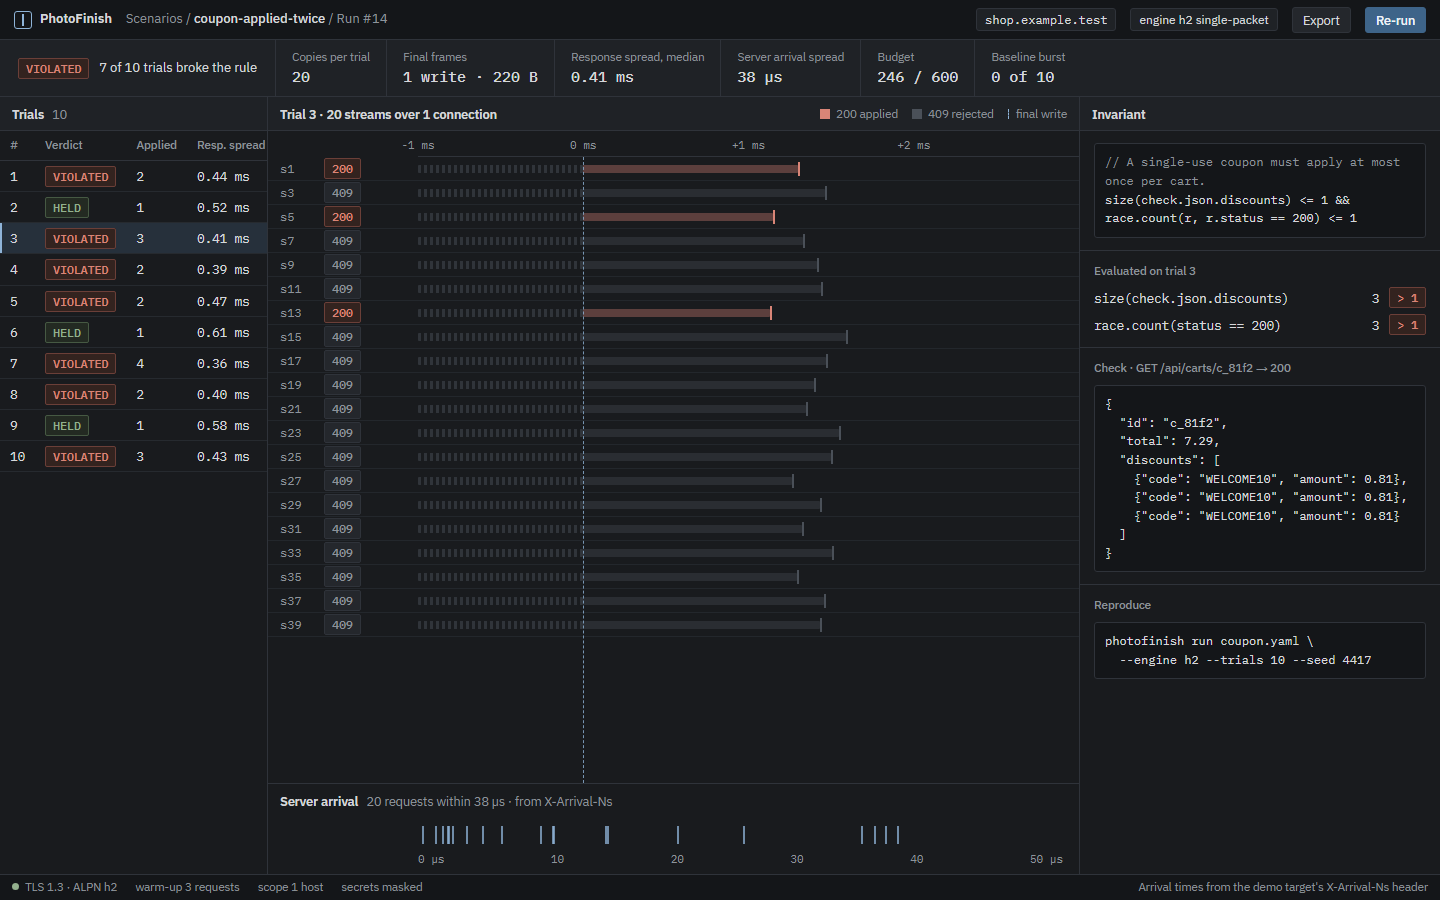 PhotoFinish Scenarios / coupon-applied-twice / Run #14 shop.example.test engine h2 single-packet Export Re-run
VIOLATED 7 of 10 trials broke the rule
Copies per trial
20
Final frames
1 write · 220 B
Response spread, median
0.41 ms
Server arrival spread
38 µs
Budget
246 / 600
Baseline burst
0 of 10
Trials 10
# Verdict Applied Resp. spread
1 VIOLATED 2 0.44 ms
2 HELD 1 0.52 ms
3 VIOLATED 3 0.41 ms
4 VIOLATED 2 0.39 ms
5 VIOLATED 2 0.47 ms
6 HELD 1 0.61 ms
7 VIOLATED 4 0.36 ms
8 VIOLATED 2 0.40 ms
9 HELD 1 0.58 ms
10 VIOLATED 3 0.43 ms
Trial 3 · 20 streams over 1 connection 200 applied 409 rejected final write
-1 ms 0 ms +1 ms +2 ms
s1 200
s3 409
s5 200
s7 409
s9 409
s11 409
s13 200
s15 409
s17 409
s19 409
s21 409
s23 409
s25 409
s27 409
s29 409
s31 409
s33 409
s35 409
s37 409
s39 409
Server arrival 20 requests within 38 µs · from X-Arrival-Ns
0 µs 10 20 30 40 50 µs
Invariant
// A single-use coupon must apply at most
once per cart.
size(check.json.discounts) <= 1 &&
race.count(r, r.status == 200) <= 1
Evaluated on trial 3
size(check.json.discounts) 3 > 1
race.count(status == 200) 3 > 1
Check · GET /api/carts/c_81f2 → 200
{
"id": "c_81f2",
"total": 7.29,
"discounts": [
{"code": "WELCOME10", "amount": 0.81},
{"code": "WELCOME10", "amount": 0.81},
{"code": "WELCOME10", "amount": 0.81}
]
}
Reproduce
photofinish run coupon.yaml \
--engine h2 --trials 10 --seed 4417
TLS 1.3 · ALPN h2 warm-up 3 requests scope 1 host secrets masked Arrival times from the demo target's X-Arrival-Ns header